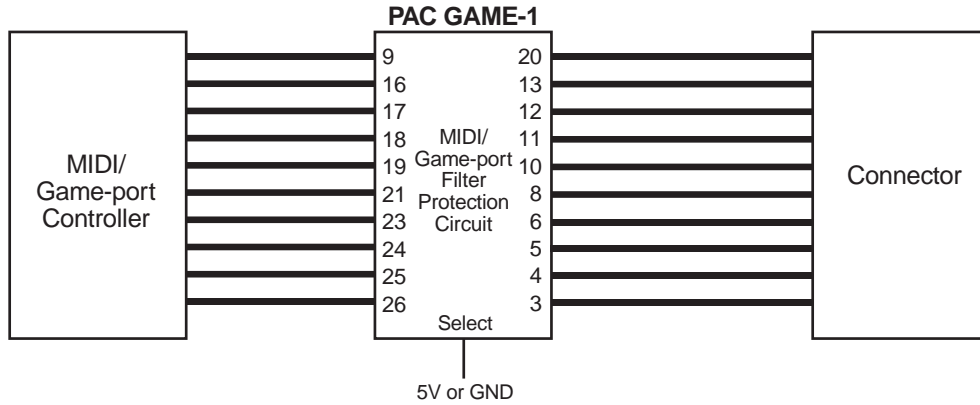 PAC GAME-1
MIDI/
Game-port
Controller
9
16
17
18
19
21
23
24
25
26
MIDI/
Game-port
Filter
Protection
Circuit
Select
20
13
12
11
10
8
6
5
4
3
Connector
5V or GND